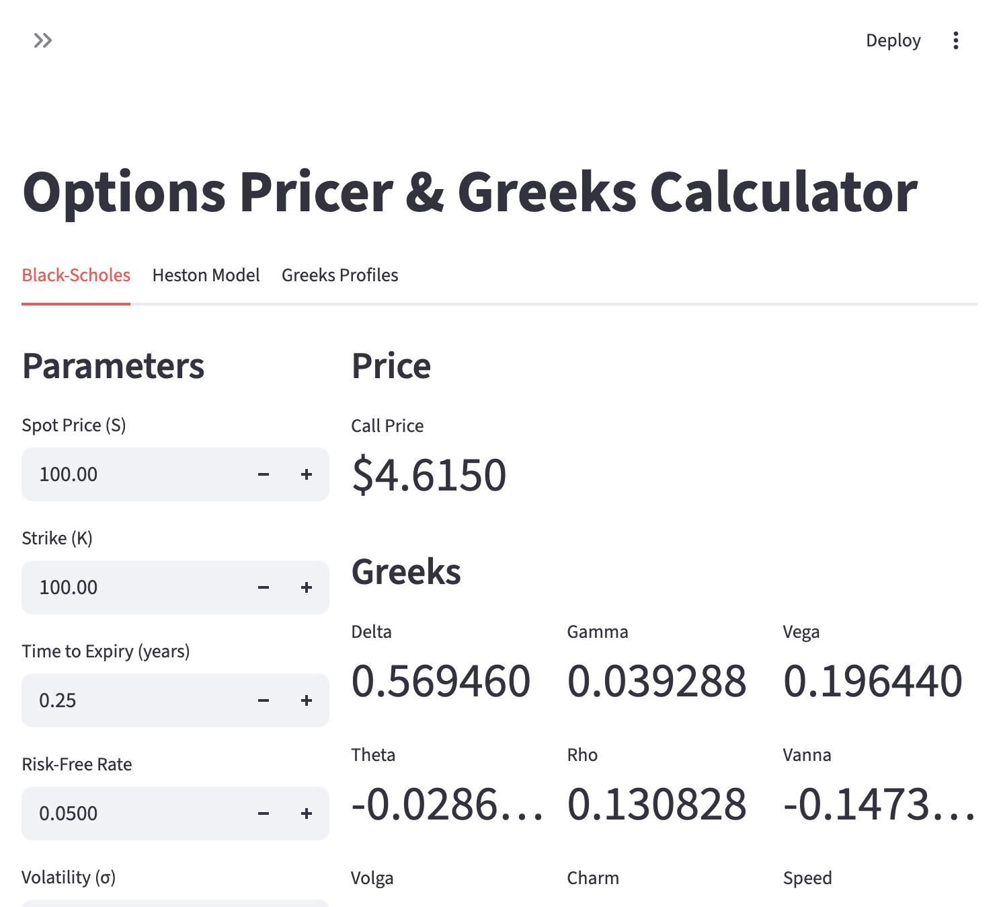 Deploy
Options Pricer & Greeks Calculator
Black-Scholes Heston Model Greeks Profiles
Parameters
Spot Price (S)
100.00
Strike (K)
100.00
Time to Expiry (years)
0.25
Risk-Free Rate
0.0500
Volatility (σ)
Price
Call Price
$4.6150
Greeks
Delta Gamma Vega
0.569460 0.039288 0.196440
Theta Rho Vanna
-0.0286... 0.130828 -0.1473...
Volga Charm Speed